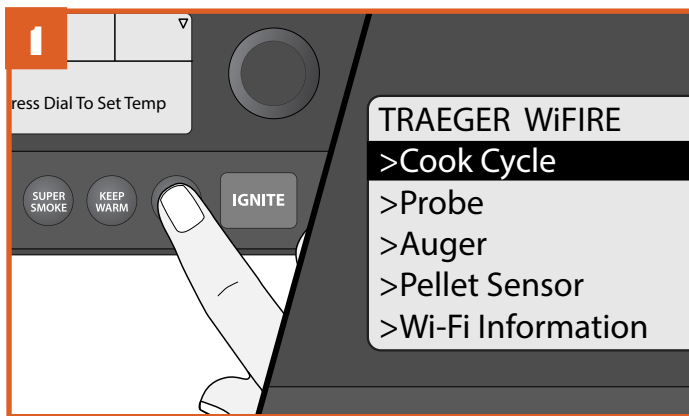 1
ress Dial To Set Temp
SUPER
SMOKE
KEEP
WARM
IGNITE
TRAEGER WiFIRE
>Cook Cycle
>Probe
>Auger
>Pellet Sensor
>Wi-Fi Information